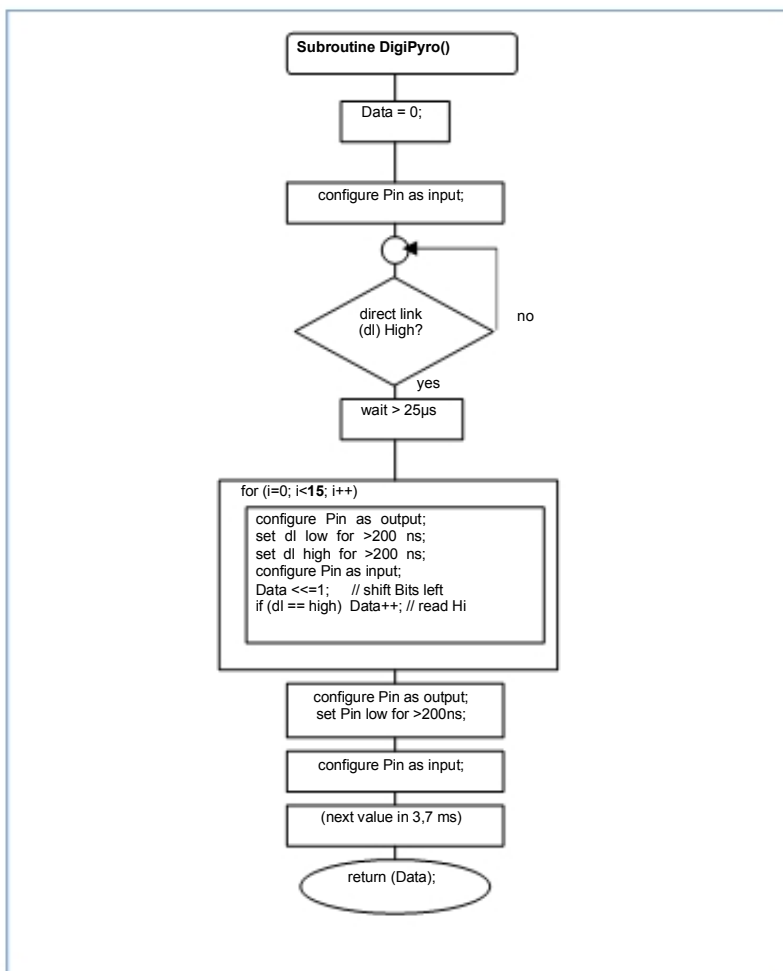 Subroutine DigiPyro()
Data = 0;
configure Pin as input;
direct link
(dl) High?
no
yes
wait > 25µs
for (i=0; i<15; i++)
configure Pin as output;
set dl low for >200 ns;
set dl high for >200 ns;
configure Pin as input;
Data <<=1; // shift Bits left
if (dl == high) Data++; // read Hi
configure Pin as output;
set Pin low for >200ns;
configure Pin as input;
(next value in 3,7 ms)
return (Data);